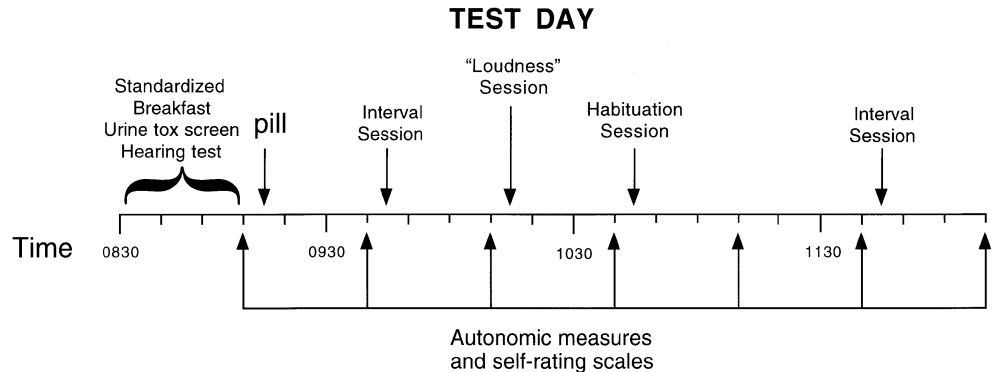 TEST DAY
Standardized
Breakfast
Urine tox screen
Hearing test
pill
Interval
Session
“Loudness”
Session
Habituation
Session
Interval
Session
Time
0830
0930
1030
1130
Autonomic measures
and self-rating scales